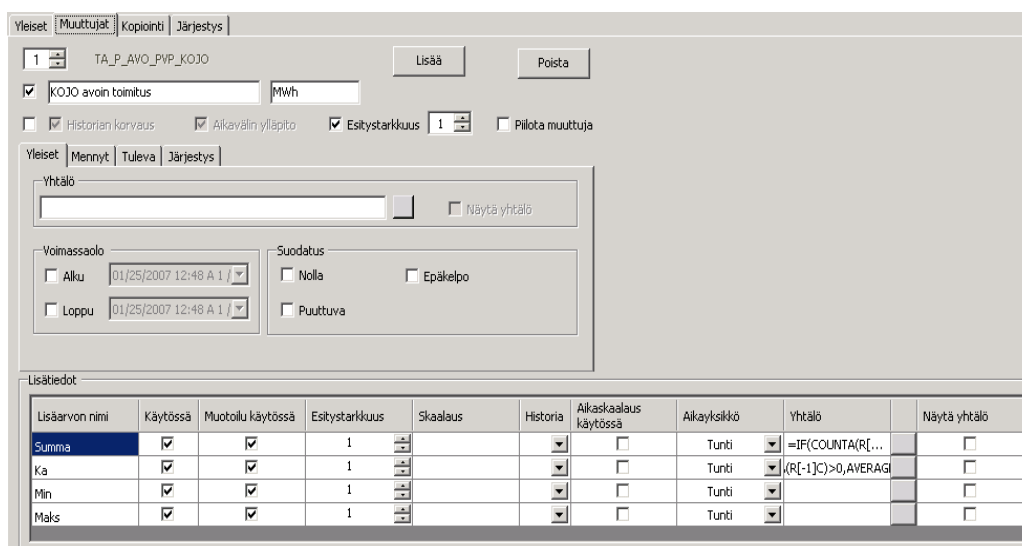 Yleiset Muuttujat Kopiointi Järjestys
1 TA_P_AVO_PVP_KOJO Lisää Poista
KOJO avoin toimitus MWh
Historian korvaus Aikavälin ylläpito Esitystarkkuus 1 Piilota muuttuja
Yleiset Mennyt Tuleva Järjestys
Yhtälö
Näytä yhtälö
Voimassaolo Suodatus
Alku 01/25/2007 12:48 A 1 / Nolla Epäkelpo
Loppu 01/25/2007 12:48 A 1 / Puuttuva
Lisätiedot
Lisäarvon nimi Käytössä Muotoilu käytössä Esitystarkkuus Skaalaus Historia Aikaskaalaus käytössä Aikayksikkö Yhtälö Näytä yhtälö
Summa 1 Tunti =IF(COUNTA(R[...
Ka 1 Tunti (R[-1]C)>0,AVERAG
Min 1 Tunti
Maks 1 Tunti